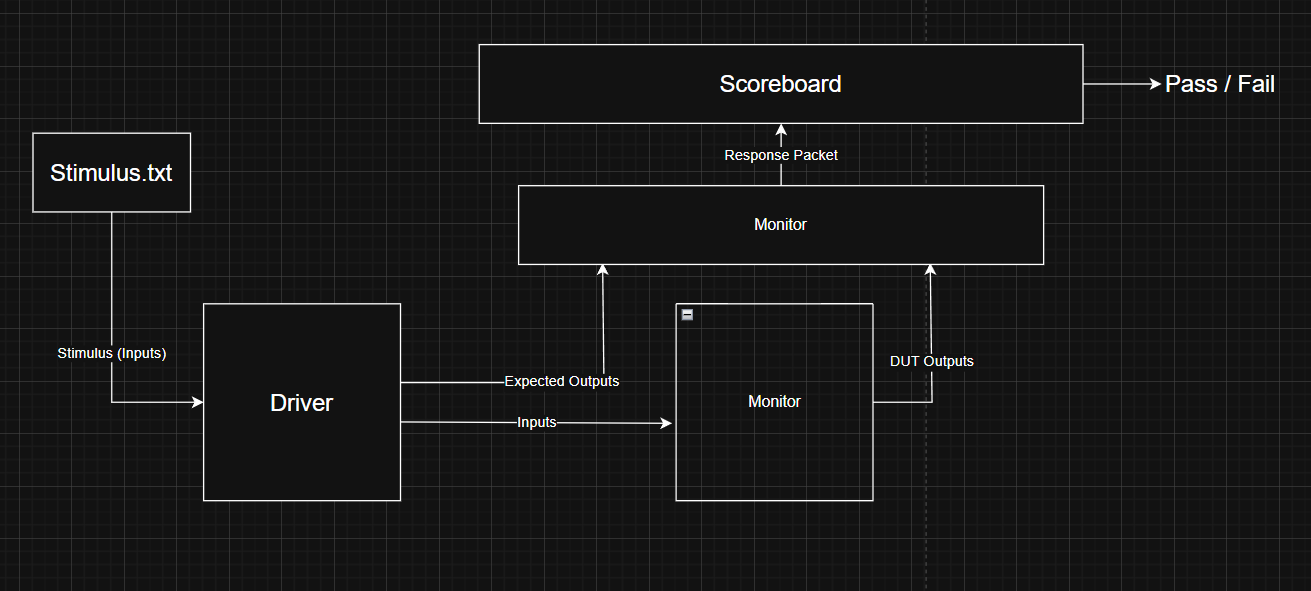 Scoreboard
Pass / Fail
Response Packet
Stimulus.txt
Monitor
Stimulus (Inputs)
Driver
Expected Outputs
Inputs
Monitor
DUT Outputs